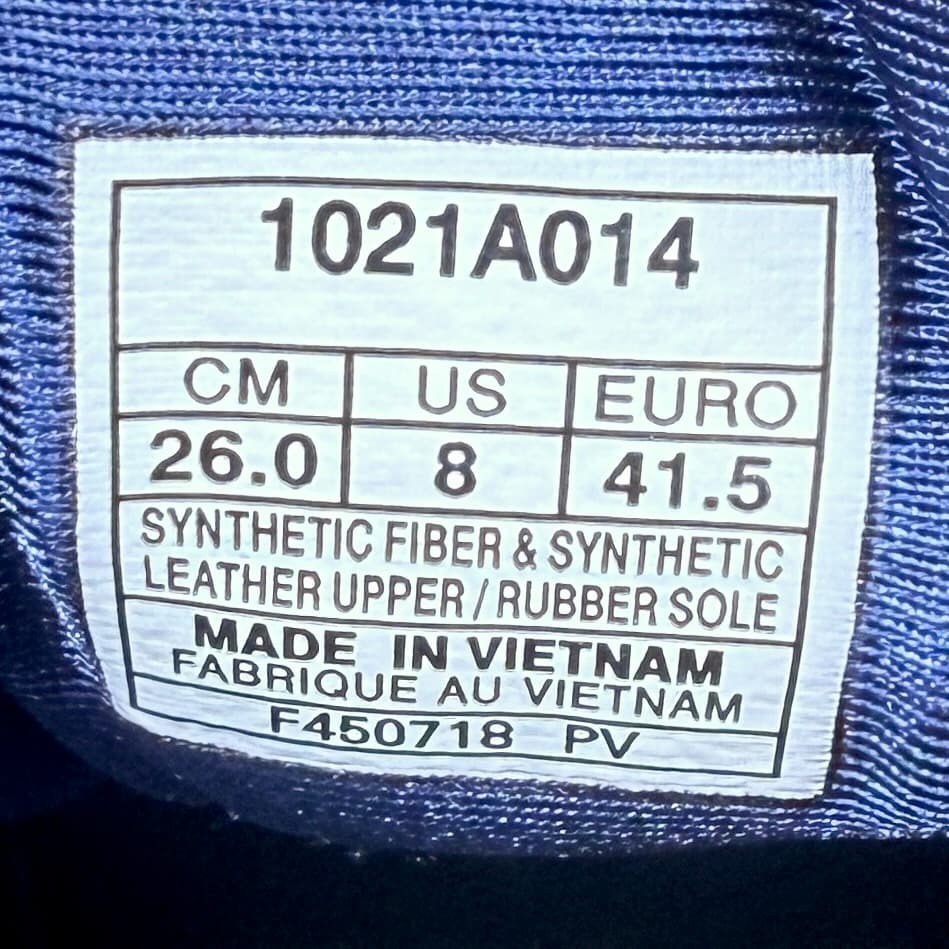 1021A014
CM US EURO
26.0 8 41.5
SYNTHETIC FIBER & SYNTHETIC
LEATHER UPPER / RUBBER SOLE
MADE IN VIETNAM
FABRIQUE AU VIETNAM
F450718 PV